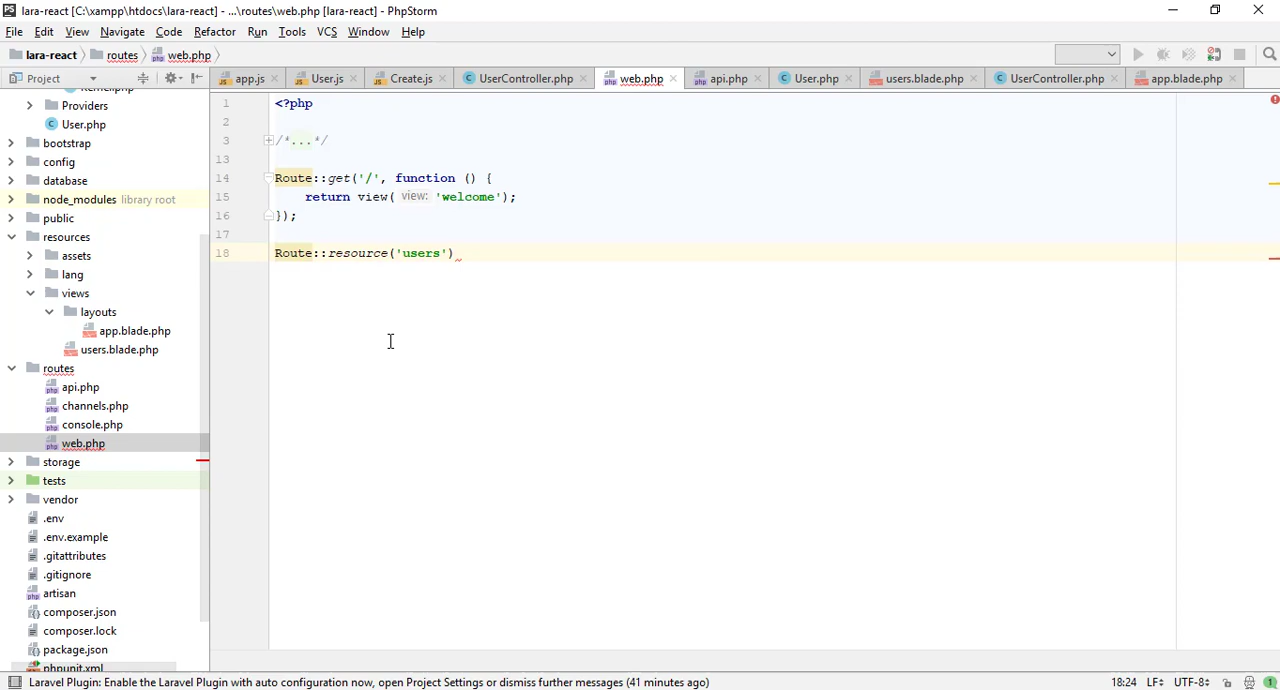 lara-react [C:\xampp\htdocs\lara-react] - ...\routes\web.php [lara-react] - PhpStorm
File Edit View Navigate Code Refactor Run Tools VCS Window Help
lara-react routes web.php
Project
app.js User.js Create.js UserController.php web.php api.php User.php users.blade.php UserController.php app.blade.php
Kernel.php
Providers
User.php
bootstrap
config
database
node_modules library root
public
resources
assets
lang
views
layouts
app.blade.php
users.blade.php
routes
api.php
channels.php
console.php
web.php
storage
tests
vendor
.env
.env.example
.gitattributes
.gitignore
artisan
composer.json
composer.lock
package.json
phpunit.xml
1 <?php
2
3 /*...*/
13
14 Route::get('/', function () {
15 return view( view: 'welcome');
16 });
17
18 Route::resource('users')
Laravel Plugin: Enable the Laravel Plugin with auto configuration now, open Project Settings or dismiss further messages (41 minutes ago) 18:24 LF UTF-8 1